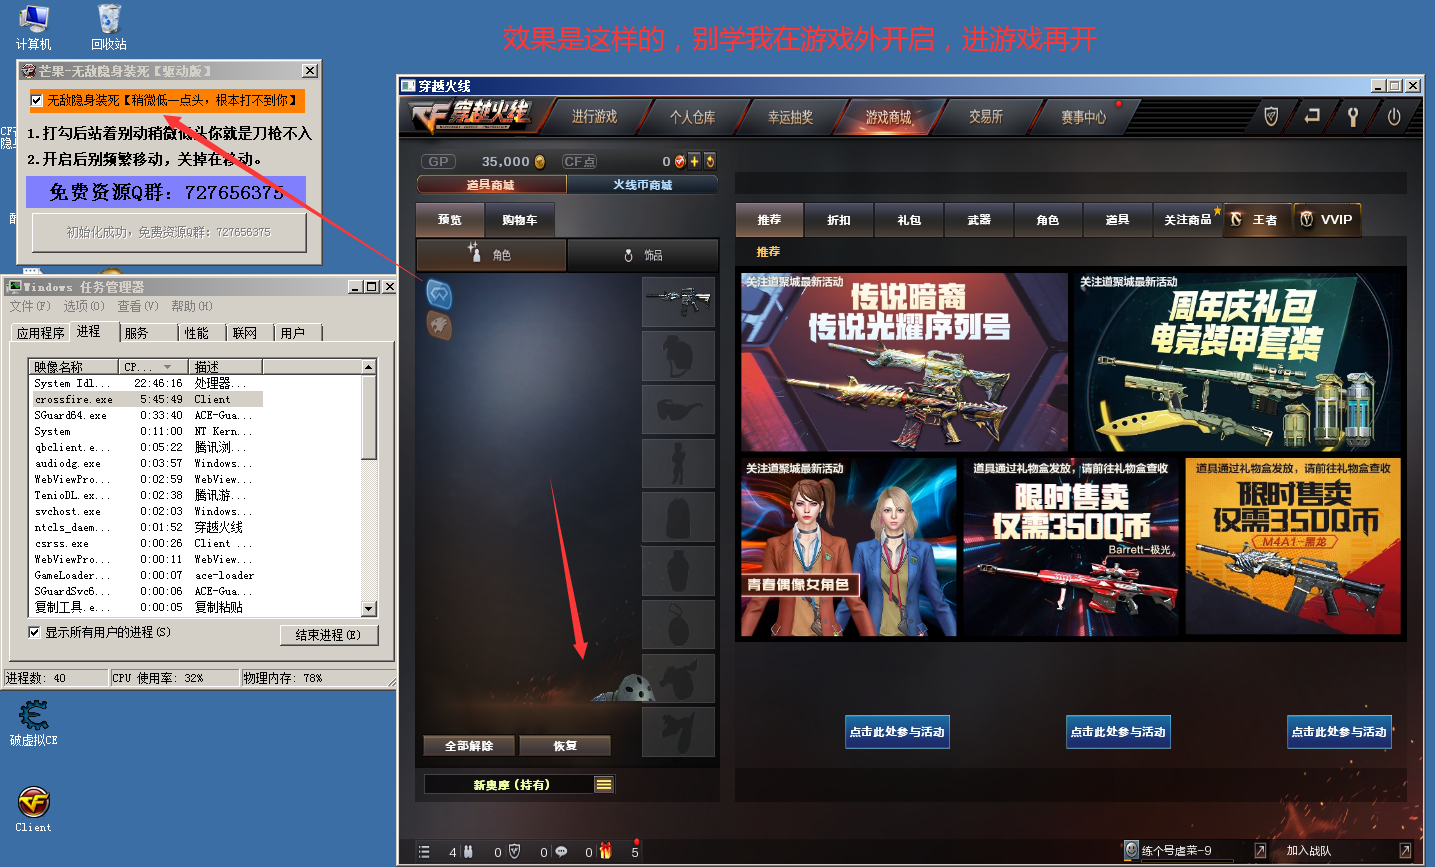 计算机
回收站
效果是这样的，别学我在游戏外开启，进游戏再开
芒果-无敌隐身装死【驱动版】
无敌隐身装死【稍微低一点头，根本打不到你】
1.打勾后站着别动稍微低头你就是刀枪不入
2.开启后别频繁移动，关掉在移动。
免费资源Q群：727656375
初始化成功，免费资源Q群：727656375
Windows 任务管理器
文件(F) 选项(O) 查看(V) 帮助(H)
应用程序 进程 服务 性能 联网 用户
映像名称 CP... 描述
System Idl... 22:46:16 处理器...
crossfire.exe 5:45:49 Client
SGuard64.exe 0:33:40 ACE-Gua...
System 0:11:00 NT Kern...
qbclient.e... 0:05:22 腾讯浏...
audiodg.exe 0:03:57 Windows...
WebViewPro... 0:02:59 WebView...
TenioDL.ex... 0:02:38 腾讯游...
svchost.exe 0:02:03 Windows...
ntcls_daem... 0:01:52 穿越火线
csrss.exe 0:00:26 Client ...
WebViewPro... 0:00:11 WebView...
GameLoader... 0:00:07 ace-loader
SGuardSvc6... 0:00:06 ACE-Gua...
复制工具.e... 0:00:05 复制粘贴
显示所有用户的进程(S)
结束进程(E)
进程数: 40 CPU 使用率: 32% 物理内存: 78%
破虚拟CE
Client
穿越火线
CF 穿越火线
进行游戏 个人仓库 幸运抽奖 游戏商城 交易所 赛事中心
GP 35,000 CF点 0
道具商城 火线币商城
预览 购物车
角色 饰品
全部解除 恢复
新奥摩 (持有)
推荐 折扣 礼包 武器 角色 道具 关注商品 王者 VVIP
推荐
关注道聚城最新活动
传说暗裔
传说光耀序列号
关注道聚城最新活动
周年庆礼包
电竞装甲套装
关注道聚城最新活动
青春偶像女角色
道具通过礼物盒发放，请前往礼物盒查收
限时售卖
仅需350Q币
Barrett-极光
道具通过礼物盒发放，请前往礼物盒查收
限时售卖
仅需350Q币
M4A1-黑龙
点击此处参与活动
点击此处参与活动
点击此处参与活动
4 0 0 0 5
练个号虐菜-9
加入战队